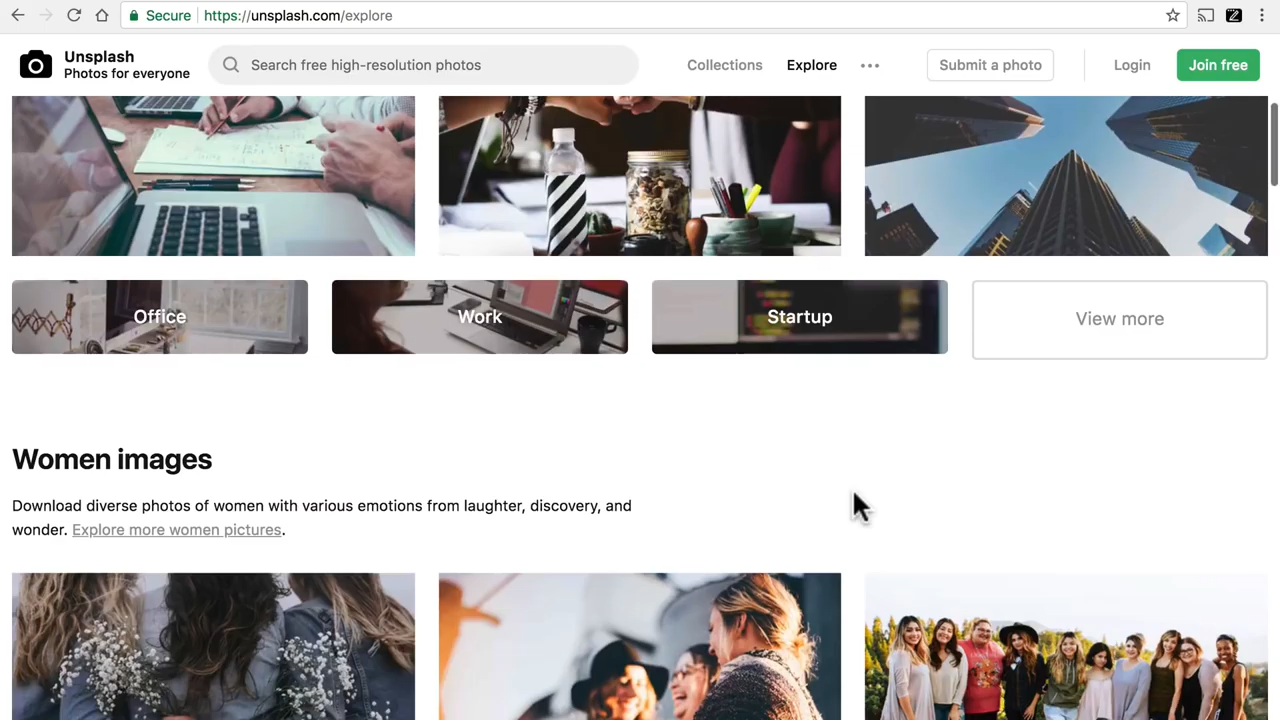 Secure https://unsplash.com/explore
Unsplash
Photos for everyone
Search free high-resolution photos
Collections
Explore
Submit a photo
Login
Join free
Office
Work
Startup
View more
Women images
Download diverse photos of women with various emotions from laughter, discovery, and
wonder. Explore more women pictures.